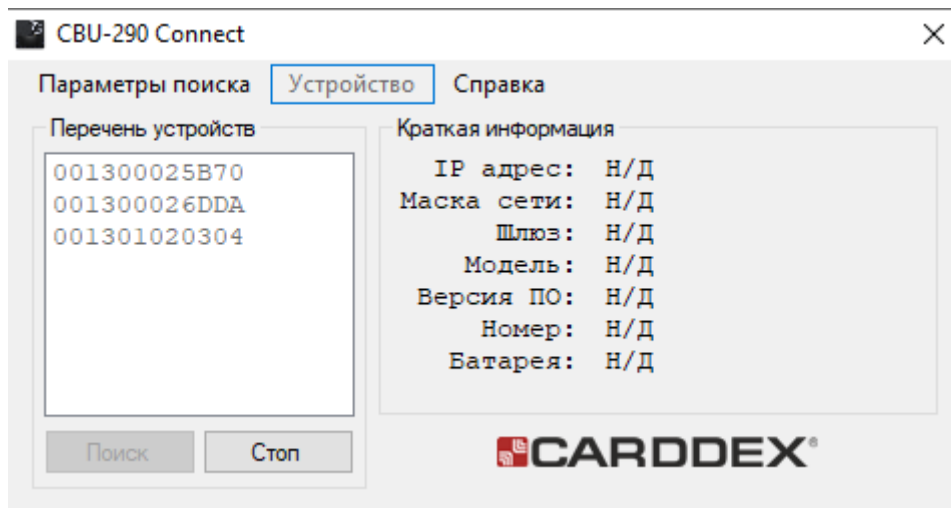 CBU-290 Connect
Параметры поиска Устройство Справка
Перечень устройств
001300025B70
001300026DDA
001301020304
Поиск Стоп
Краткая информация
IP адрес: Н/Д
Маска сети: Н/Д
Шлюз: Н/Д
Модель: Н/Д
Версия ПО: Н/Д
Номер: Н/Д
Батарея: Н/Д
CARDDEX®